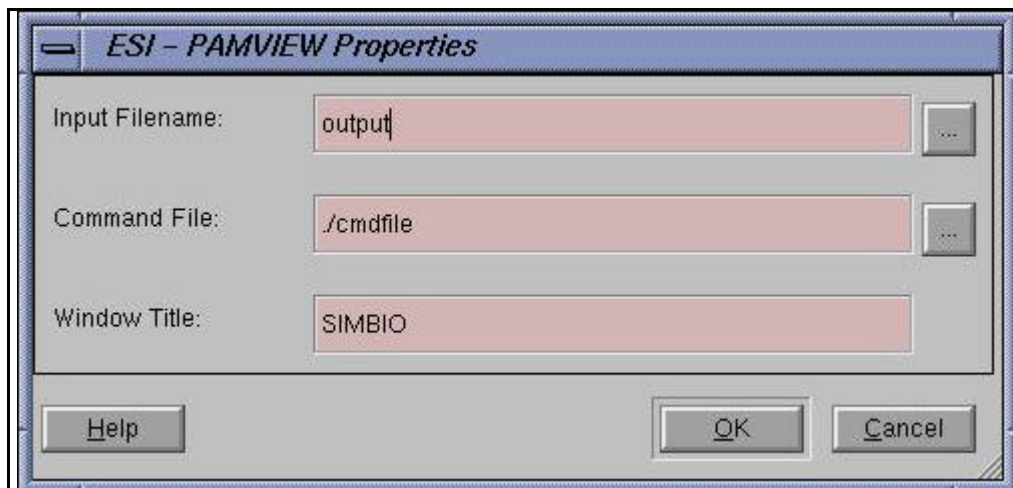 ESI – PAMVIEW Properties
Input Filename: output ...
Command File: ./cmdfile ...
Window Title: SIMBIO
Help OK Cancel